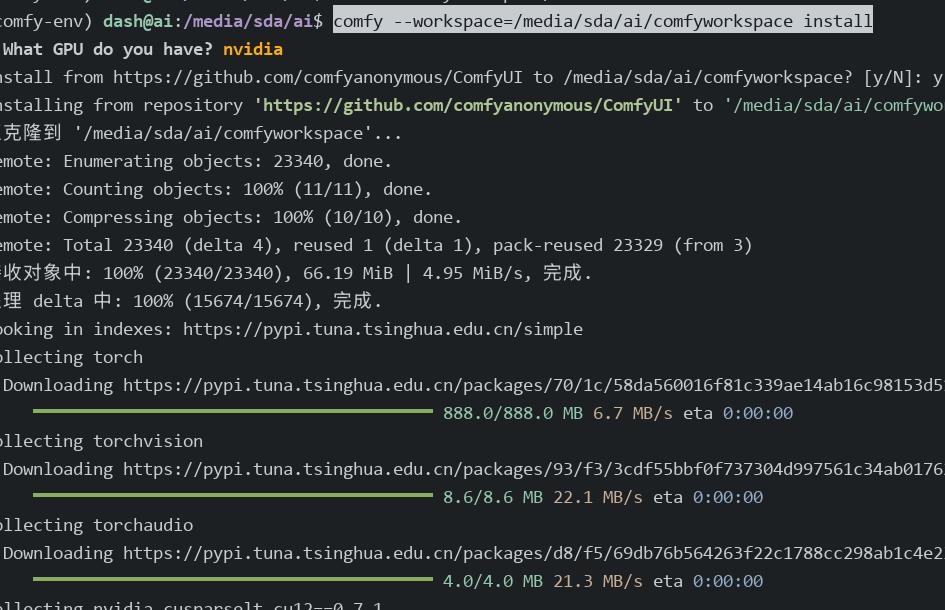 comfy-env) dash@ai:/media/sda/ai$ comfy --workspace=/media/sda/ai/comfyworkspace install
What GPU do you have? nvidia
nstall from https://github.com/comfyanonymous/ComfyUI to /media/sda/ai/comfyworkspace? [y/N]: y
nstalling from repository 'https://github.com/comfyanonymous/ComfyUI' to '/media/sda/ai/comfywo
克隆到 '/media/sda/ai/comfyworkspace'...
emote: Enumerating objects: 23340, done.
emote: Counting objects: 100% (11/11), done.
emote: Compressing objects: 100% (10/10), done.
emote: Total 23340 (delta 4), reused 1 (delta 1), pack-reused 23329 (from 3)
收对象中: 100% (23340/23340), 66.19 MiB | 4.95 MiB/s, 完成.
理 delta 中: 100% (15674/15674), 完成.
ooking in indexes: https://pypi.tuna.tsinghua.edu.cn/simple
ollecting torch
Downloading https://pypi.tuna.tsinghua.edu.cn/packages/70/1c/58da560016f81c339ae14ab16c98153d5
888.0/888.0 MB 6.7 MB/s eta 0:00:00
ollecting torchvision
Downloading https://pypi.tuna.tsinghua.edu.cn/packages/93/f3/3cdf55bbf0f737304d997561c34ab0176
8.6/8.6 MB 22.1 MB/s eta 0:00:00
ollecting torchaudio
Downloading https://pypi.tuna.tsinghua.edu.cn/packages/d8/f5/69db76b564263f22c1788cc298ab1c4e2
4.0/4.0 MB 21.3 MB/s eta 0:00:00
ollecting nvidia-cusparselt-cu12==0.7.1